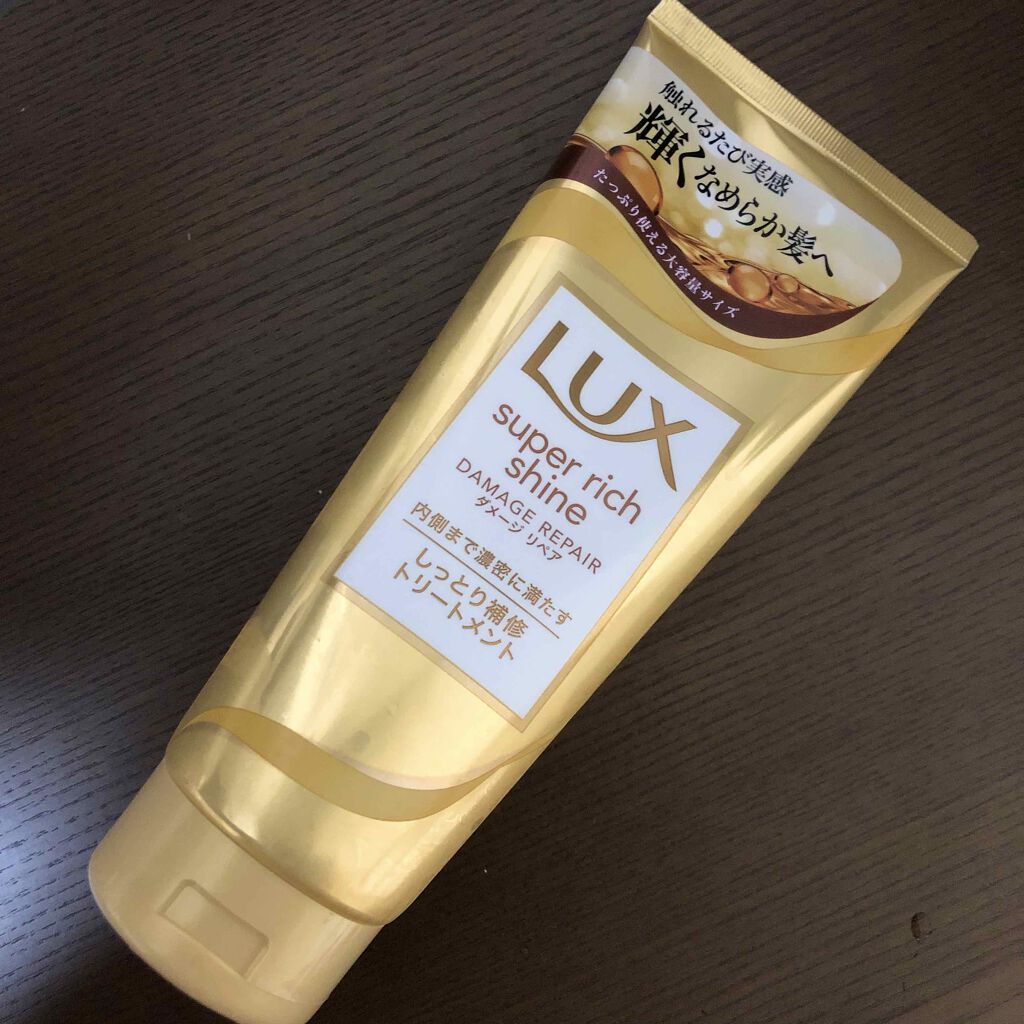 触れるたび実感
輝くなめらか髪へ
たっぷり使える大容量サイズ
LUX
super rich
shine
DAMAGE REPAIR
ダメージ リペア
内側まで濃密に満たす
しっとり補修
トリートメント